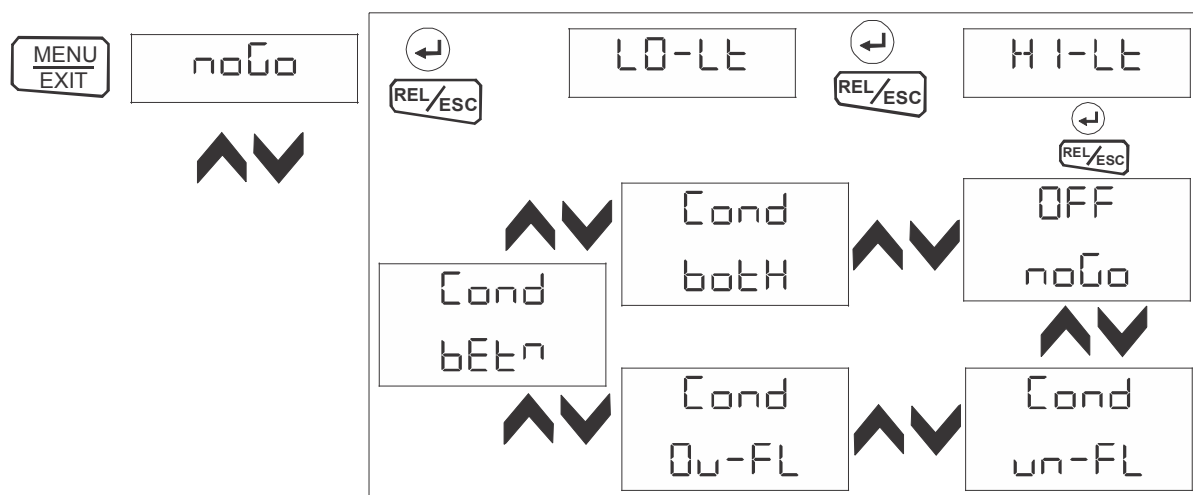 MENU
EXIT
noGo
REL/ESC
LO-Lt
REL/ESC
HI-Lt
REL/ESC
Cond
botH
OFF
noGo
Cond
bEtn
Cond
Ov-FL
Cond
un-FL